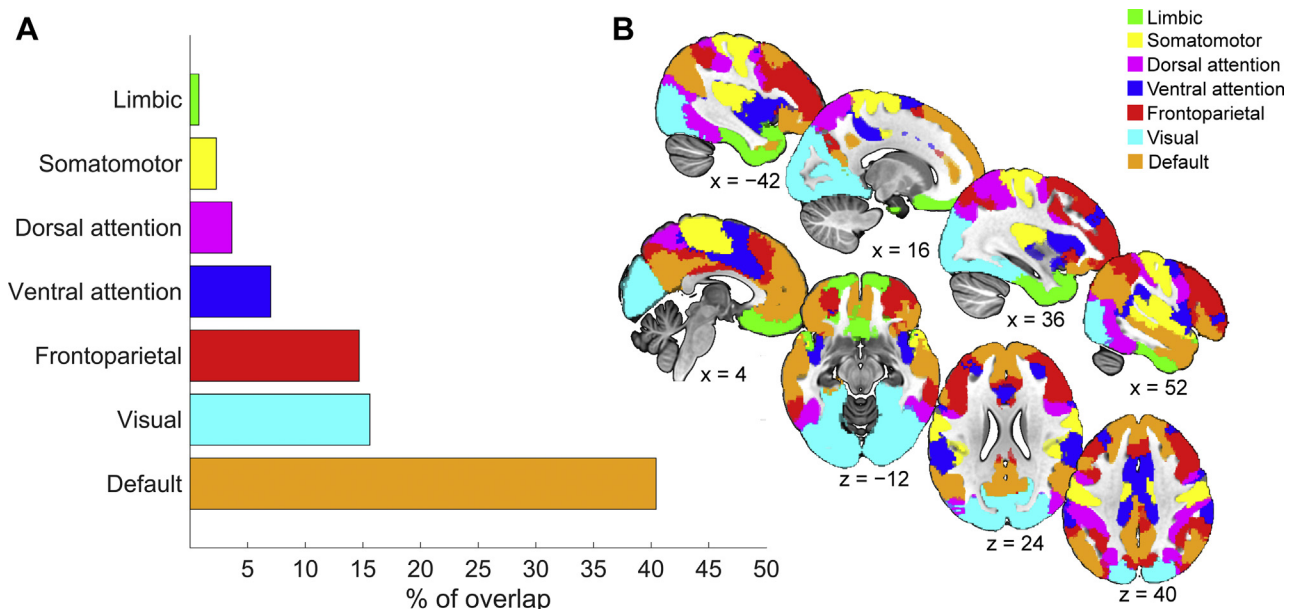 A
Limbic
Somatomotor
Dorsal attention
Ventral attention
Frontoparietal
Visual
Default
5 10 15 20 25 30 35 40 45 50
% of overlap
B
Limbic
Somatomotor
Dorsal attention
Ventral attention
Frontoparietal
Visual
Default
x = −42
x = 16
x = 36
x = 52
x = 4
z = −12
z = 24
z = 40